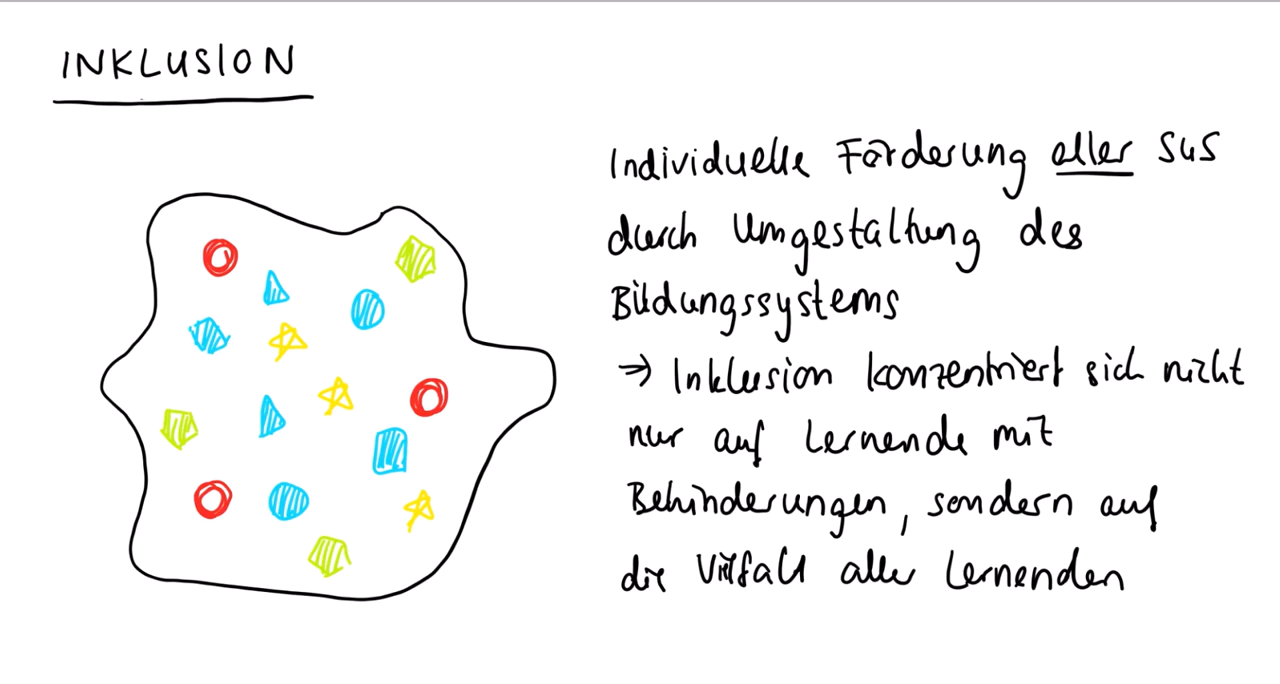 INKLUSION
Individuelle Förderung aller SuS
durch Umgestaltung des
Bildungssystems
→ Inklusion konzentriert sich nicht
nur auf Lernende mit
Behinderungen, sondern auf
die Vielfalt aller Lernenden